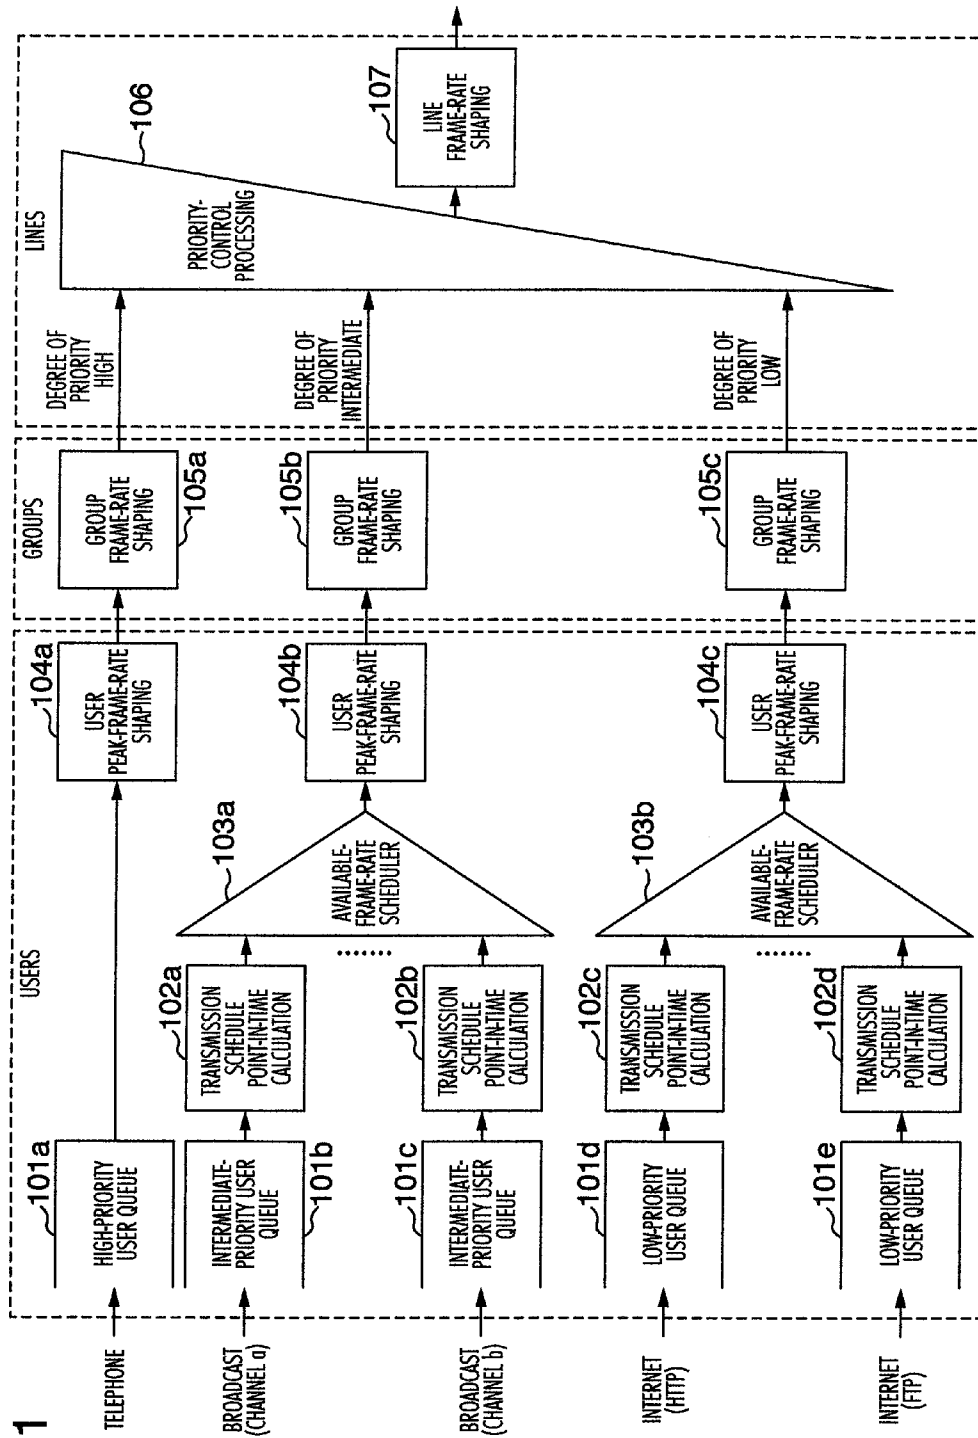 1
USERS
GROUPS
LINES
TELEPHONE
101a
HIGH-PRIORITY
USER QUEUE
104a
USER
PEAK-FRAME-RATE
SHAPING
GROUP
FRAME-RATE
SHAPING
105a
DEGREE OF
PRIORITY
HIGH
BROADCAST
(CHANNEL a)
INTERMEDIATE-
PRIORITY USER
QUEUE
101b
102a
TRANSMISSION
SCHEDULE
POINT-IN-TIME
CALCULATION
103a
AVAILABLE-
FRAME-RATE
SCHEDULER
.......
104b
USER
PEAK-FRAME-RATE
SHAPING
105b
GROUP
FRAME-RATE
SHAPING
DEGREE OF
PRIORITY
INTERMEDIATE
BROADCAST
(CHANNEL b)
101c
INTERMEDIATE-
PRIORITY USER
QUEUE
102b
TRANSMISSION
SCHEDULE
POINT-IN-TIME
CALCULATION
INTERNET
(HTTP)
101d
LOW-PRIORITY
USER QUEUE
102c
TRANSMISSION
SCHEDULE
POINT-IN-TIME
CALCULATION
103b
AVAILABLE-
FRAME-RATE
SCHEDULER
.......
104c
USER
PEAK-FRAME-RATE
SHAPING
105c
GROUP
FRAME-RATE
SHAPING
DEGREE OF
PRIORITY
LOW
INTERNET
(FTP)
101e
LOW-PRIORITY
USER QUEUE
102d
TRANSMISSION
SCHEDULE
POINT-IN-TIME
CALCULATION
106
PRIORITY-
CONTROL
PROCESSING
107
LINE
FRAME-RATE
SHAPING